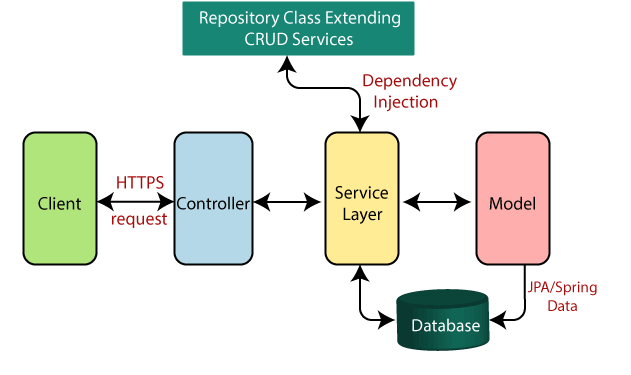 Repository Class Extending
CRUD Services
Dependency
Injection
HTTPS
request
Client
Controller
Service
Layer
Model
JPA/Spring
Data
Database